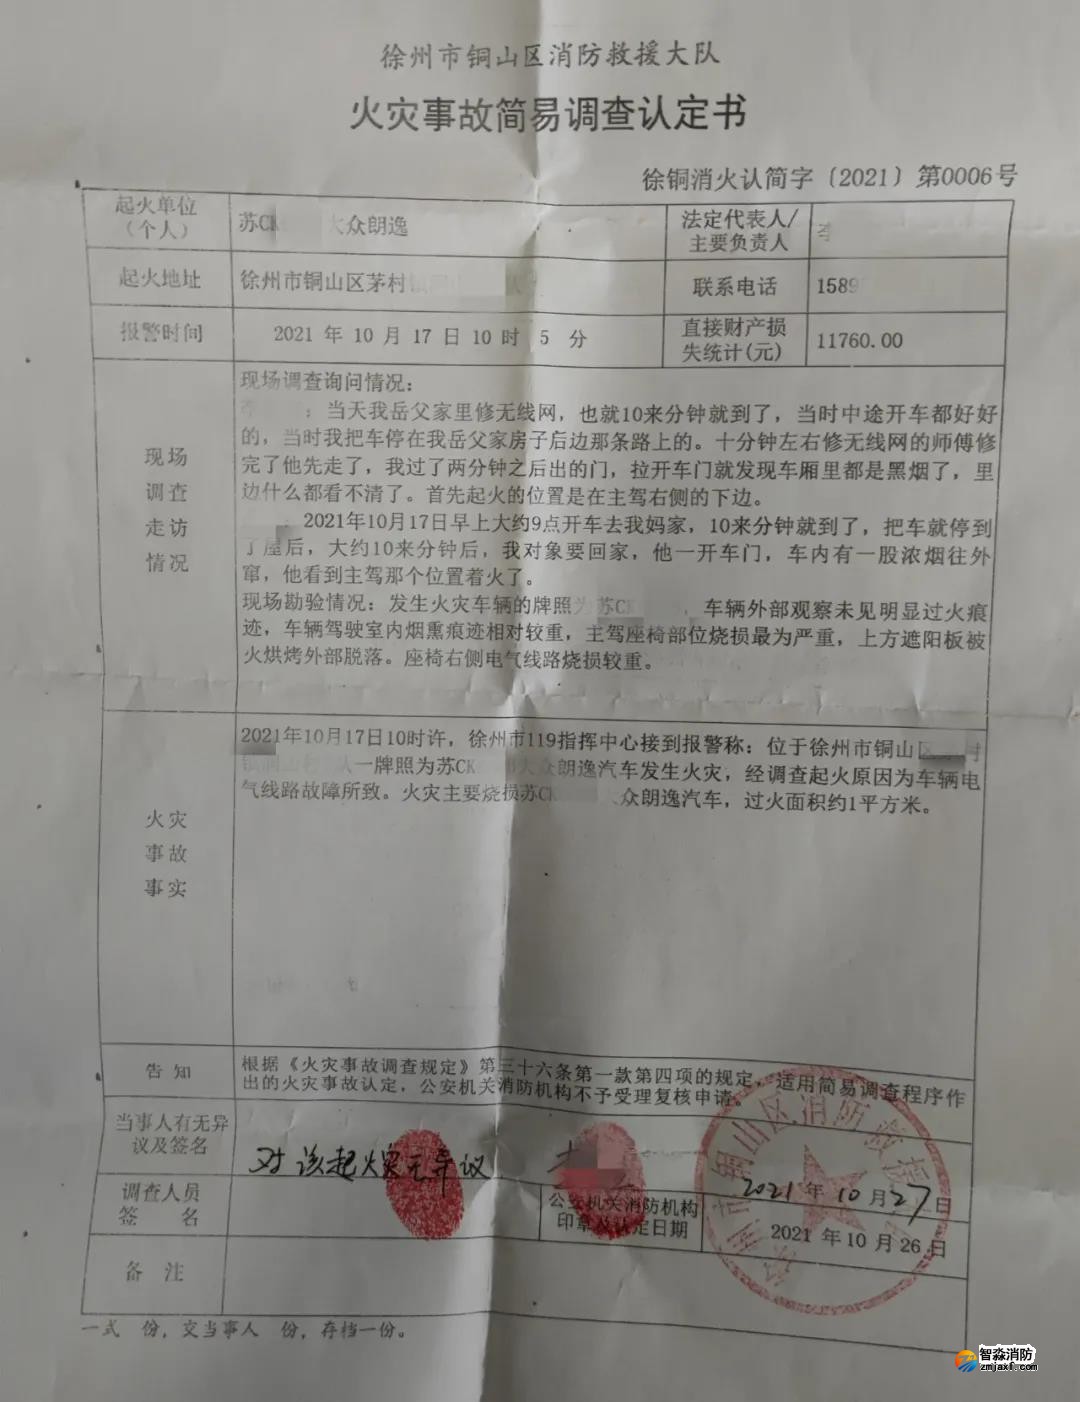 徐州市铜山区消防救援大队
火灾事故简易调查认定书
徐铜消火认简字〔2021〕第0006号
起火单位
（个人）
苏CK 大众朗逸
法定代表人/
主要负责人
李
起火地址
徐州市铜山区茅村
联系电话
1589
报警时间
2021 年 10 月 17 日 10 时 5 分
直接财产损
失统计(元)
11760.00
现场
调查
走访
情况
现场调查询问情况：
：当天我岳父家里修无线网，也就10来分钟就到了，当时中途开车都好好
的，当时我把车停在我岳父家房子后边那条路上的。十分钟左右修无线网的师傅修
完了他先走了，我过了两分钟之后出的门，拉开车门就发现车厢里都是黑烟了，里
边什么都看不清了。首先起火的位置是在主驾右侧的下边。
2021年10月17日早上大约9点开车去我妈家，10来分钟就到了，把车就停到
了屋后，大约10来分钟后，我对象要回家，他一开车门，车内有一股浓烟往外
窜，他看到主驾那个位置着火了。
现场勘验情况：发生火灾车辆的牌照为苏CK ，车辆外部观察未见明显过火痕
迹，车辆驾驶室内烟熏痕迹相对较重，主驾座椅部位烧损最为严重，上方遮阳板被
火烘烤外部脱落。座椅右侧电气线路烧损较重。
火灾
事故
事实
2021年10月17日10时许，徐州市119指挥中心接到报警称：位于徐州市铜山区 村
一牌照为苏CK 大众朗逸汽车发生火灾，经调查起火原因为车辆电
气线路故障所致。火灾主要烧损苏CK 大众朗逸汽车，过火面积约1平方米。
告知
根据《火灾事故调查规定》第三十六条第一款第四项的规定，适用简易调查程序作
出的火灾事故认定，公安机关消防机构不予受理复核申请。
当事人有无异
议及签名
对该起火灾无异议
李
2021年10月27日
调查人员
签 名
公安机关消防机构
印章及认定日期
2021 年 10 月 26 日
徐州市铜山区消防救援大队
备 注
一式 份，交当事人 份，存档一份。
智淼消防
zmjaxf.com